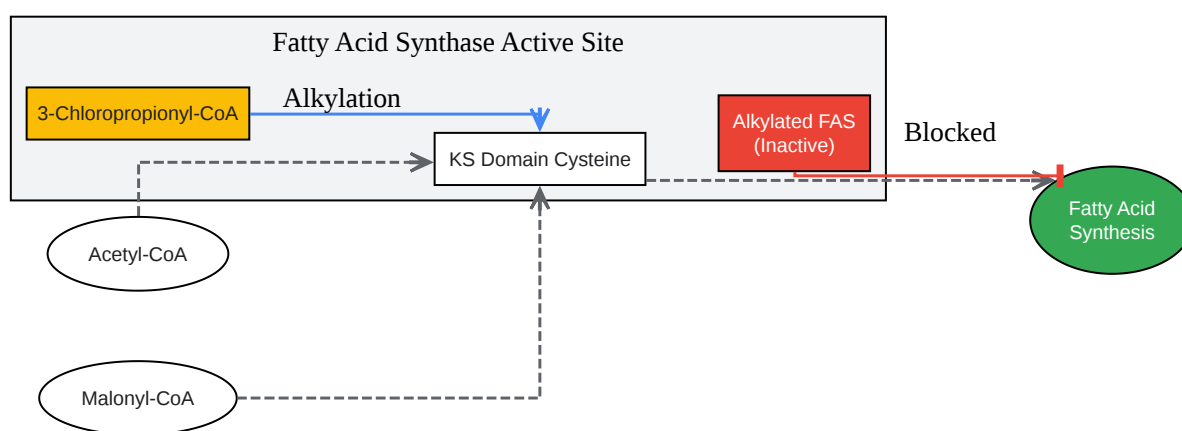 Fatty Acid Synthase Active Site
3-Chloropropionyl-CoA
Alkylation
KS Domain Cysteine
Alkylated FAS
(Inactive)
Blocked
Fatty Acid
Synthesis
Acetyl-CoA
Malonyl-CoA